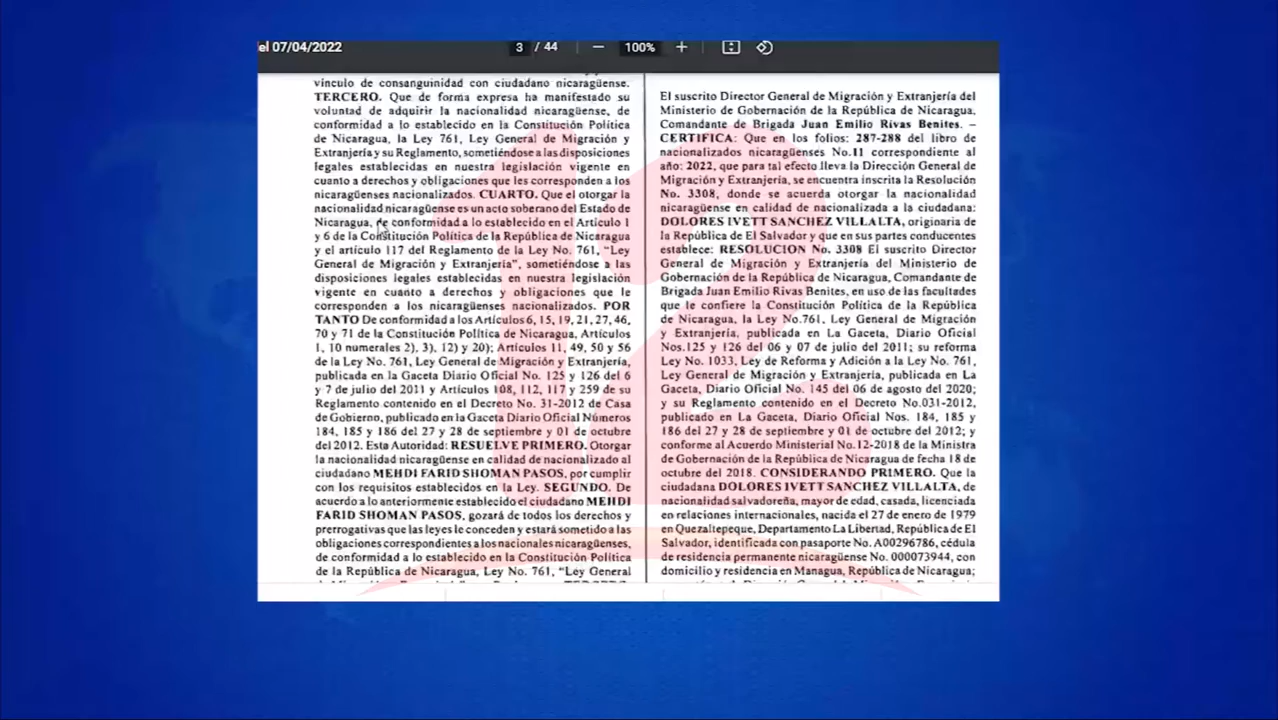 el 07/04/2022
3 / 44
100%
vínculo de consanguinidad con ciudadano nicaragüense.
TERCERO. Que de forma expresa ha manifestado su
voluntad de adquirir la nacionalidad nicaragüense, de
conformidad a lo establecido en la Constitución Política
de Nicaragua, la Ley 761, Ley General de Migración y
Extranjería y su Reglamento, sometiéndose a las disposiciones
legales establecidas en nuestra legislación vigente en
cuanto a derechos y obligaciones que les corresponden a los
nicaragüenses nacionalizados. CUARTO. Que el otorgar la
nacionalidad nicaragüense es un acto soberano del Estado de
Nicaragua, de conformidad a lo establecido en el Artículo 1
y 6 de la Constitución Política de la República de Nicaragua
y el artículo 117 del Reglamento de la Ley No. 761, “Ley
General de Migración y Extranjería”, sometiéndose a las
disposiciones legales establecidas en nuestra legislación
vigente en cuanto a derechos y obligaciones que le
corresponden a los nicaragüenses nacionalizados. POR
TANTO De conformidad a los Artículos 6, 15, 19, 21, 27, 46,
70 y 71 de la Constitución Política de Nicaragua, Artículos
1, 10 numerales 2), 3), 12) y 20); Artículos 11, 49, 50 y 56
de la Ley No. 761, Ley General de Migración y Extranjería,
publicada en la Gaceta Diario Oficial No. 125 y 126 del 6
y 7 de julio del 2011 y Artículos 108, 112, 117 y 259 de su
Reglamento contenido en el Decreto No. 31-2012 de Casa
de Gobierno, publicado en la Gaceta Diario Oficial Números
184, 185 y 186 del 27 y 28 de septiembre y 01 de octubre
del 2012. Esta Autoridad: RESUELVE PRIMERO. Otorgar
la nacionalidad nicaragüense en calidad de nacionalizado al
ciudadano MEHDI FARID SHOMAN PASOS, por cumplir
con los requisitos establecidos en la Ley. SEGUNDO. De
acuerdo a lo anteriormente establecido el ciudadano MEHDI
FARID SHOMAN PASOS, gozará de todos los derechos y
prerrogativas que las leyes le conceden y estará sometido a las
obligaciones correspondientes a los nacionales nicaragüenses,
de conformidad a lo establecido en la Constitución Política
de la República de Nicaragua, Ley No. 761, “Ley General
El suscrito Director General de Migración y Extranjería del
Ministerio de Gobernación de la República de Nicaragua,
Comandante de Brigada Juan Emilio Rivas Benites. –
CERTIFICA: Que en los folios: 287-288 del libro de
nacionalizados nicaragüenses No.11 correspondiente al
año: 2022, que para tal efecto lleva la Dirección General de
Migración y Extranjería, se encuentra inscrita la Resolución
No. 3308, donde se acuerda otorgar la nacionalidad
nicaragüense en calidad de nacionalizada a la ciudadana:
DOLORES IVETT SANCHEZ VILLALTA, originaria de
la República de El Salvador y que en sus partes conducentes
establece: RESOLUCION No. 3308 El suscrito Director
General de Migración y Extranjería del Ministerio de
Gobernación de la República de Nicaragua, Comandante de
Brigada Juan Emilio Rivas Benites, en uso de las facultades
que le confiere la Constitución Política de la República
de Nicaragua, la Ley No.761, Ley General de Migración
y Extranjería, publicada en La Gaceta, Diario Oficial
Nos.125 y 126 del 06 y 07 de julio del 2011; su reforma
Ley No. 1033, Ley de Reforma y Adición a la Ley No. 761,
Ley General de Migración y Extranjería, publicada en La
Gaceta, Diario Oficial No. 145 del 06 de agosto del 2020;
y su Reglamento contenido en el Decreto No.031-2012,
publicado en La Gaceta, Diario Oficial Nos. 184, 185 y
186 del 27 y 28 de septiembre y 01 de octubre del 2012; y
conforme al Acuerdo Ministerial No.12-2018 de la Ministra
de Gobernación de la República de Nicaragua de fecha 18 de
octubre del 2018. CONSIDERANDO PRIMERO. Que la
ciudadana DOLORES IVETT SANCHEZ VILLALTA, de
nacionalidad salvadoreña, mayor de edad, casada, licenciada
en relaciones internacionales, nacida el 27 de enero de 1979
en Quezaltepeque, Departamento La Libertad, República de El
Salvador, identificada con pasaporte No. A00296786, cédula
de residencia permanente nicaragüense No. 000073944, con
domicilio y residencia en Managua, República de Nicaragua;
12